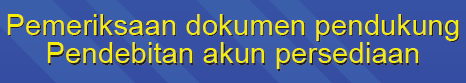 Pemeriksaan dokumen pendukung
Pendebitan akun persediaan